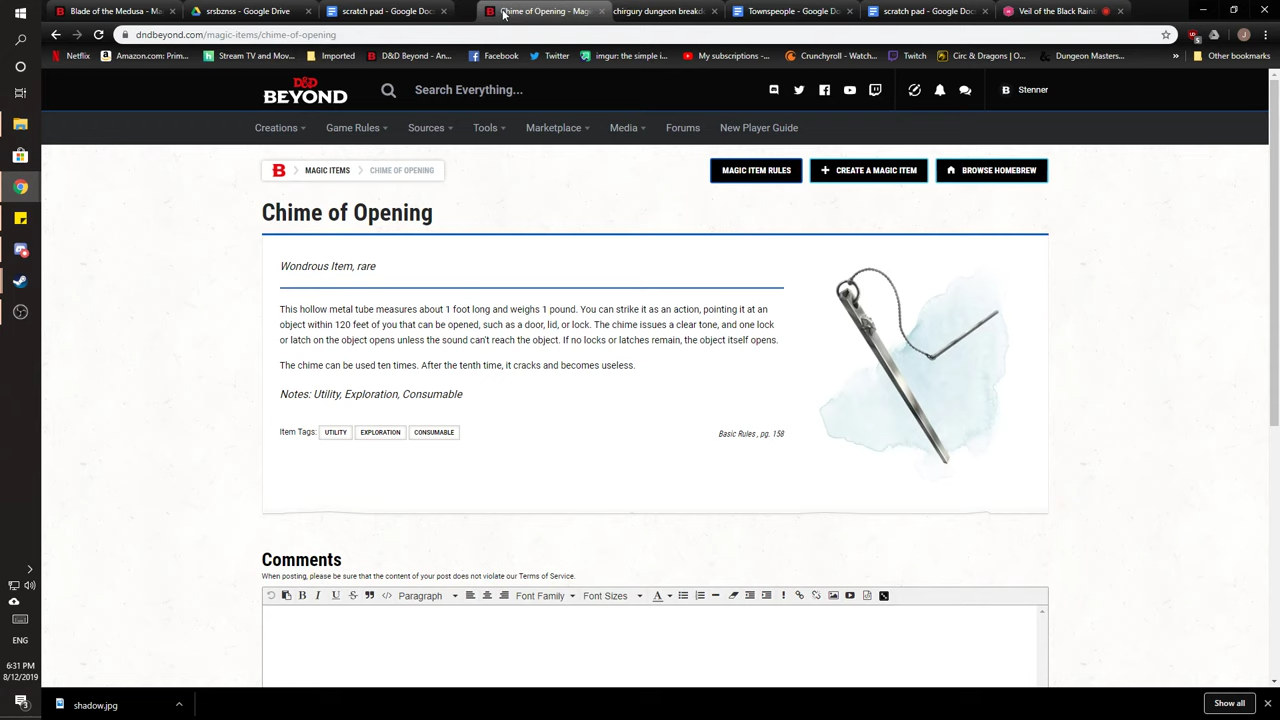 Blade of the Medusa - Ma
srsbznss - Google Drive
scratch pad - Google Doc
Chime of Opening - Mag
chirgury dungeon breakd
Townspeople - Google Do
scratch pad - Google Doc
Veil of the Black Rainb
dndbeyond.com/magic-items/chime-of-opening
Netflix
Amazon.com: Prim...
Stream TV and Mov...
Imported
D&D Beyond - An...
Facebook
Twitter
imgur: the simple i...
My subscriptions -...
Crunchyroll - Watch...
Twitch
Circ & Dragons | O...
Dungeon Masters...
» Other bookmarks
D&D
BEYOND
Search Everything...
Stenner
Creations
Game Rules
Sources
Tools
Marketplace
Media
Forums
New Player Guide
MAGIC ITEMS
CHIME OF OPENING
MAGIC ITEM RULES
CREATE A MAGIC ITEM
BROWSE HOMEBREW
Chime of Opening
Wondrous Item, rare
This hollow metal tube measures about 1 foot long and weighs 1 pound. You can strike it as an action, pointing it at an
object within 120 feet of you that can be opened, such as a door, lid, or lock. The chime issues a clear tone, and one lock
or latch on the object opens unless the sound can't reach the object. If no locks or latches remain, the object itself opens.
The chime can be used ten times. After the tenth time, it cracks and becomes useless.
Notes: Utility, Exploration, Consumable
Item Tags: UTILITY EXPLORATION CONSUMABLE
Basic Rules , pg. 158
Comments
When posting, please be sure that the content of your post does not violate our Terms of Service.
Paragraph
Font Family
Font Sizes
ENG
6:31 PM
8/12/2019
shadow.jpg
Show all